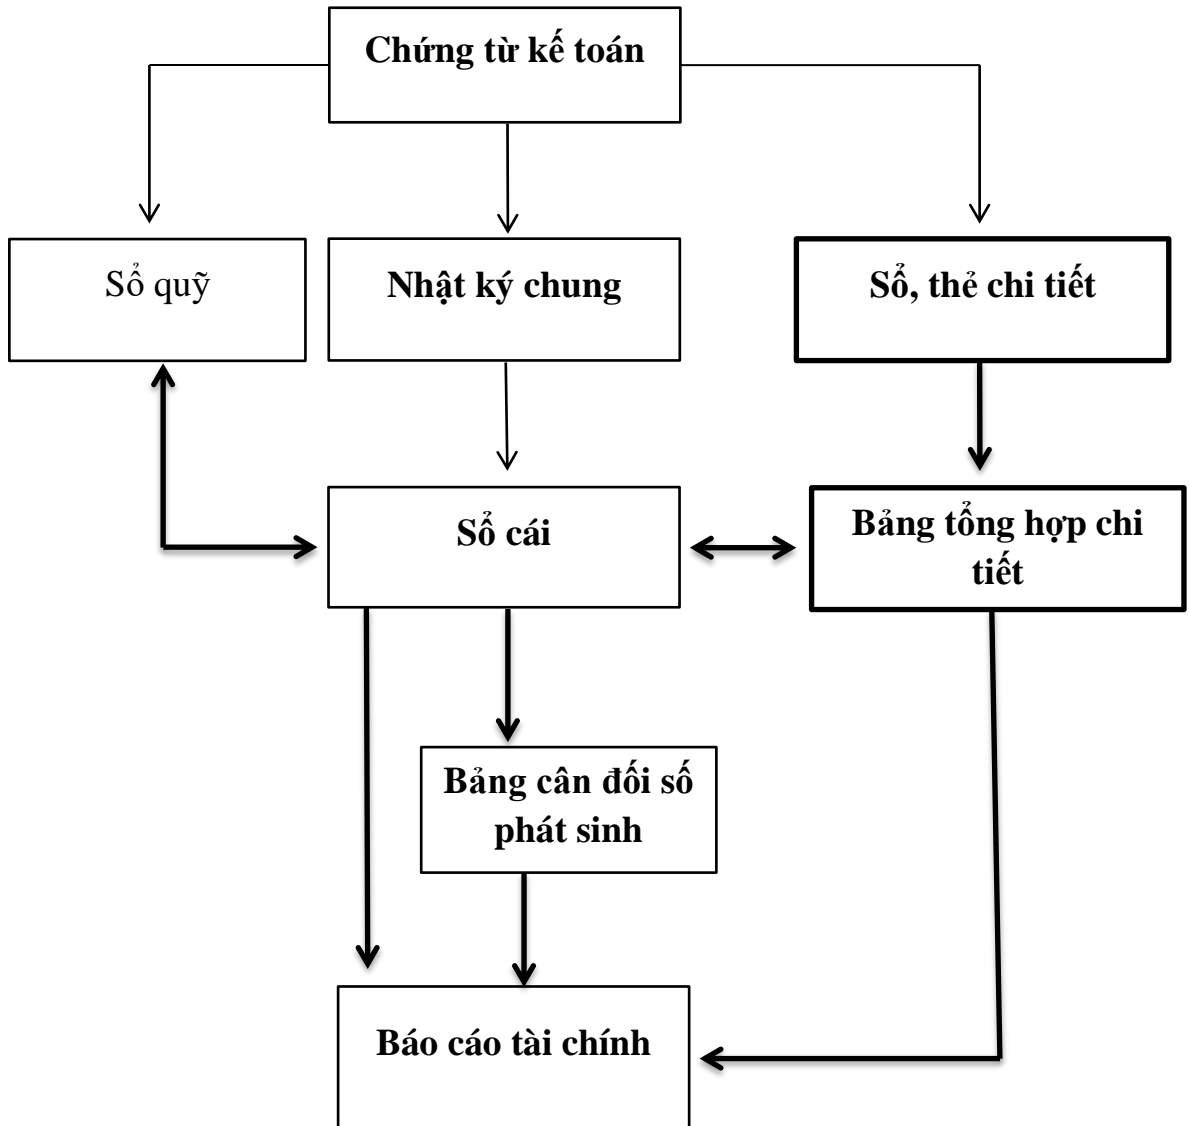 Chứng từ kế toán
Sổ quỹ
Nhật ký chung
Sổ, thẻ chi tiết
Sổ cái
Bảng tổng hợp chi
tiết
Bảng cân đối số
phát sinh
Báo cáo tài chính